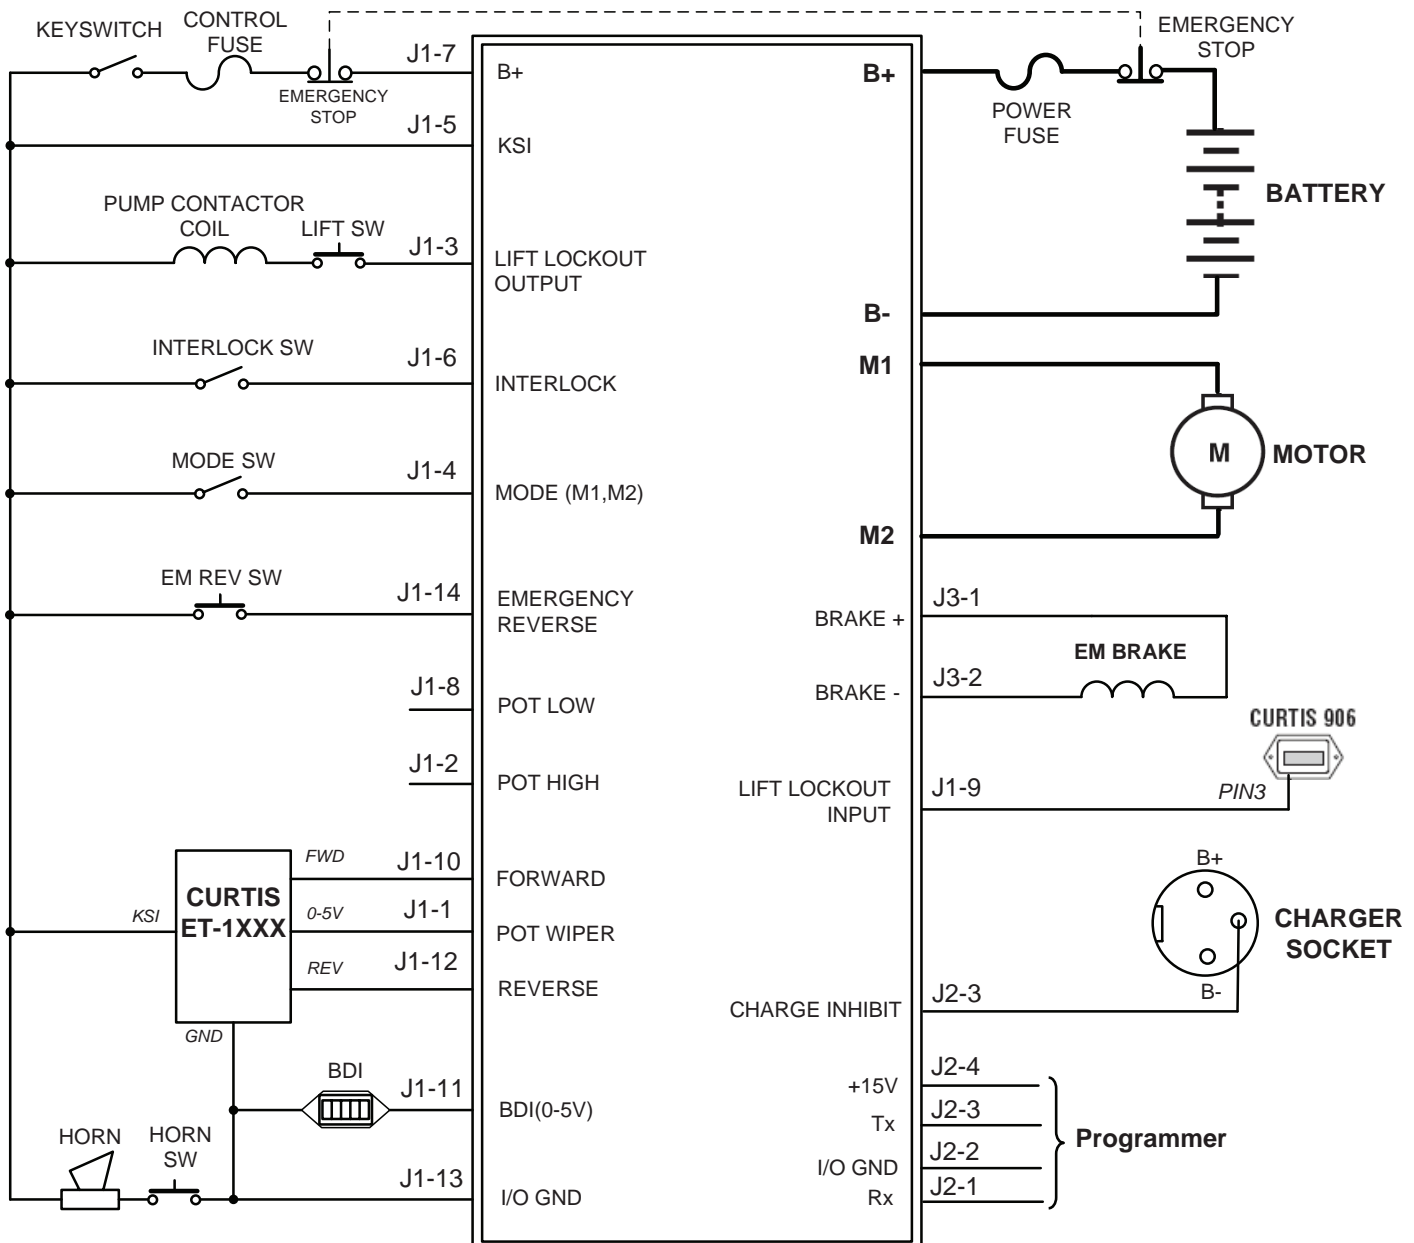 KEYSWITCH
CONTROL
FUSE
EMERGENCY
STOP
J1-7
B+
J1-5
KSI
PUMP CONTACTOR
COIL
LIFT SW
J1-3
LIFT LOCKOUT
OUTPUT
INTERLOCK SW
J1-6
INTERLOCK
MODE SW
J1-4
MODE (M1,M2)
EM REV SW
J1-14
EMERGENCY
REVERSE
J1-8
POT LOW
J1-2
POT HIGH
CURTIS
ET-1XXX
KSI
FWD
J1-10
FORWARD
0-5V
J1-1
POT WIPER
REV
J1-12
REVERSE
GND
BDI
J1-11
BDI(0-5V)
HORN
HORN
SW
J1-13
I/O GND
B+
POWER
FUSE
EMERGENCY
STOP
BATTERY
B-
M1
M
MOTOR
M2
J3-1
BRAKE +
EM BRAKE
J3-2
BRAKE -
CURTIS 906
PIN3
J1-9
LIFT LOCKOUT
INPUT
B+
CHARGER
SOCKET
B-
J2-3
CHARGE INHIBIT
J2-4
+15V
J2-3
Tx
J2-2
I/O GND
J2-1
Rx
Programmer